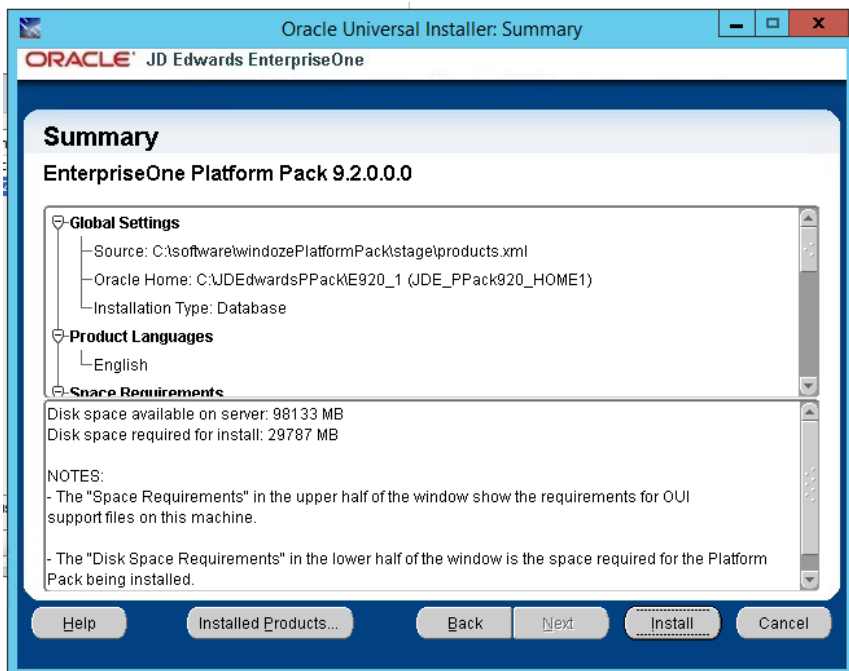 Oracle Universal Installer: Summary
ORACLE JD Edwards EnterpriseOne
Summary
EnterpriseOne Platform Pack 9.2.0.0.0
Global Settings
Source: C:\software\windozePlatformPack\stage\products.xml
Oracle Home: C:\JDEdwardsPPack\E920_1 (JDE_PPack920_HOME1)
Installation Type: Database
Product Languages
English
Space Requirements
Disk space available on server: 98133 MB
Disk space required for install: 29787 MB
NOTES:
- The "Space Requirements" in the upper half of the window show the requirements for OUI
support files on this machine.
- The "Disk Space Requirements" in the lower half of the window is the space required for the Platform
Pack being installed.
Help Installed Products... Back Next Install Cancel